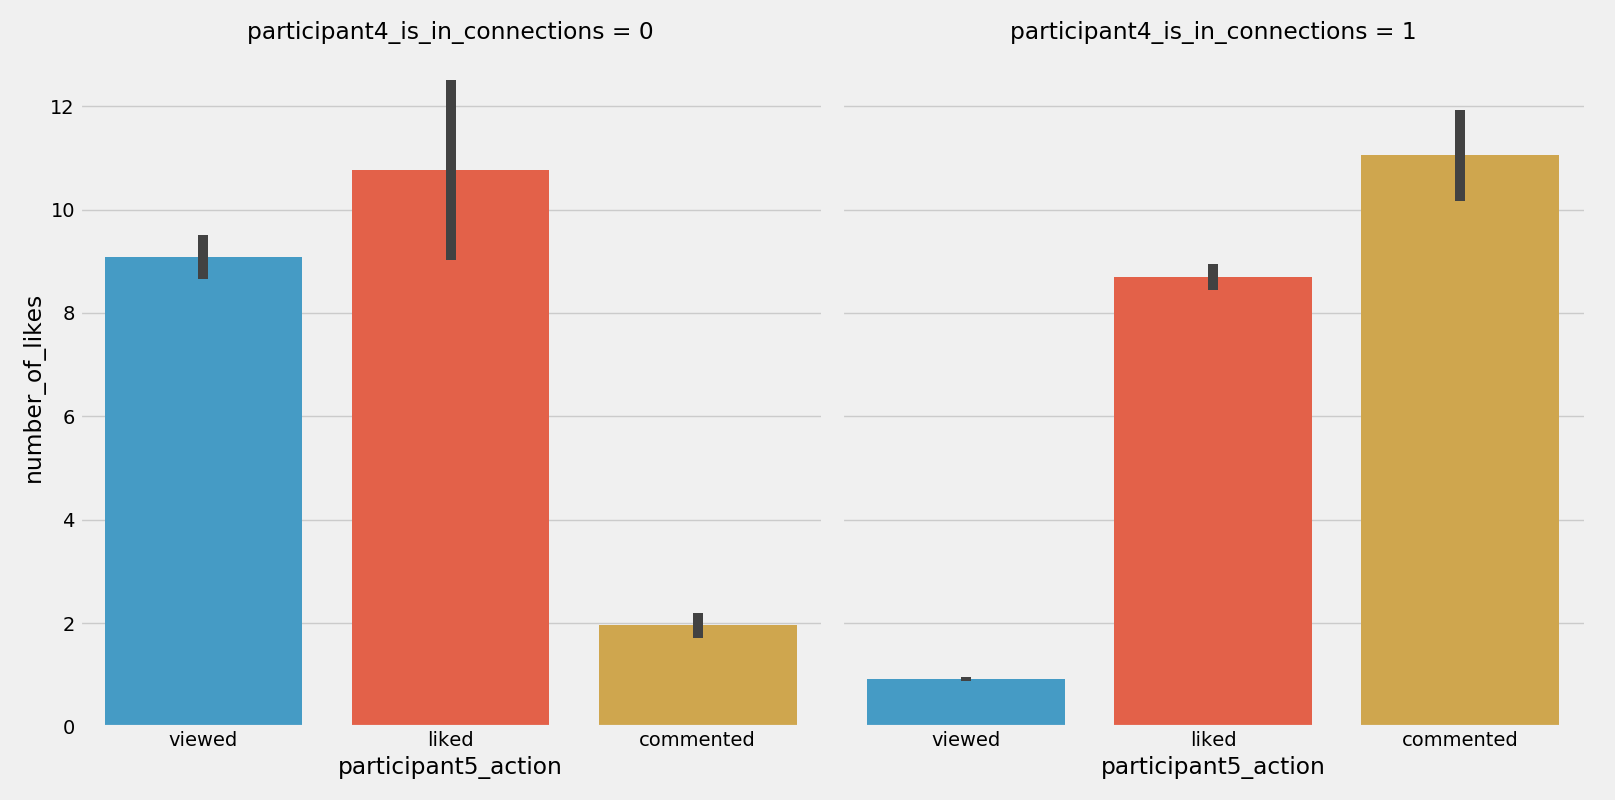 participant4_is_in_connections = 0
participant4_is_in_connections = 1
number_of_likes
12
10
8
6
4
2
0
viewed liked commented
viewed liked commented
participant5_action
participant5_action